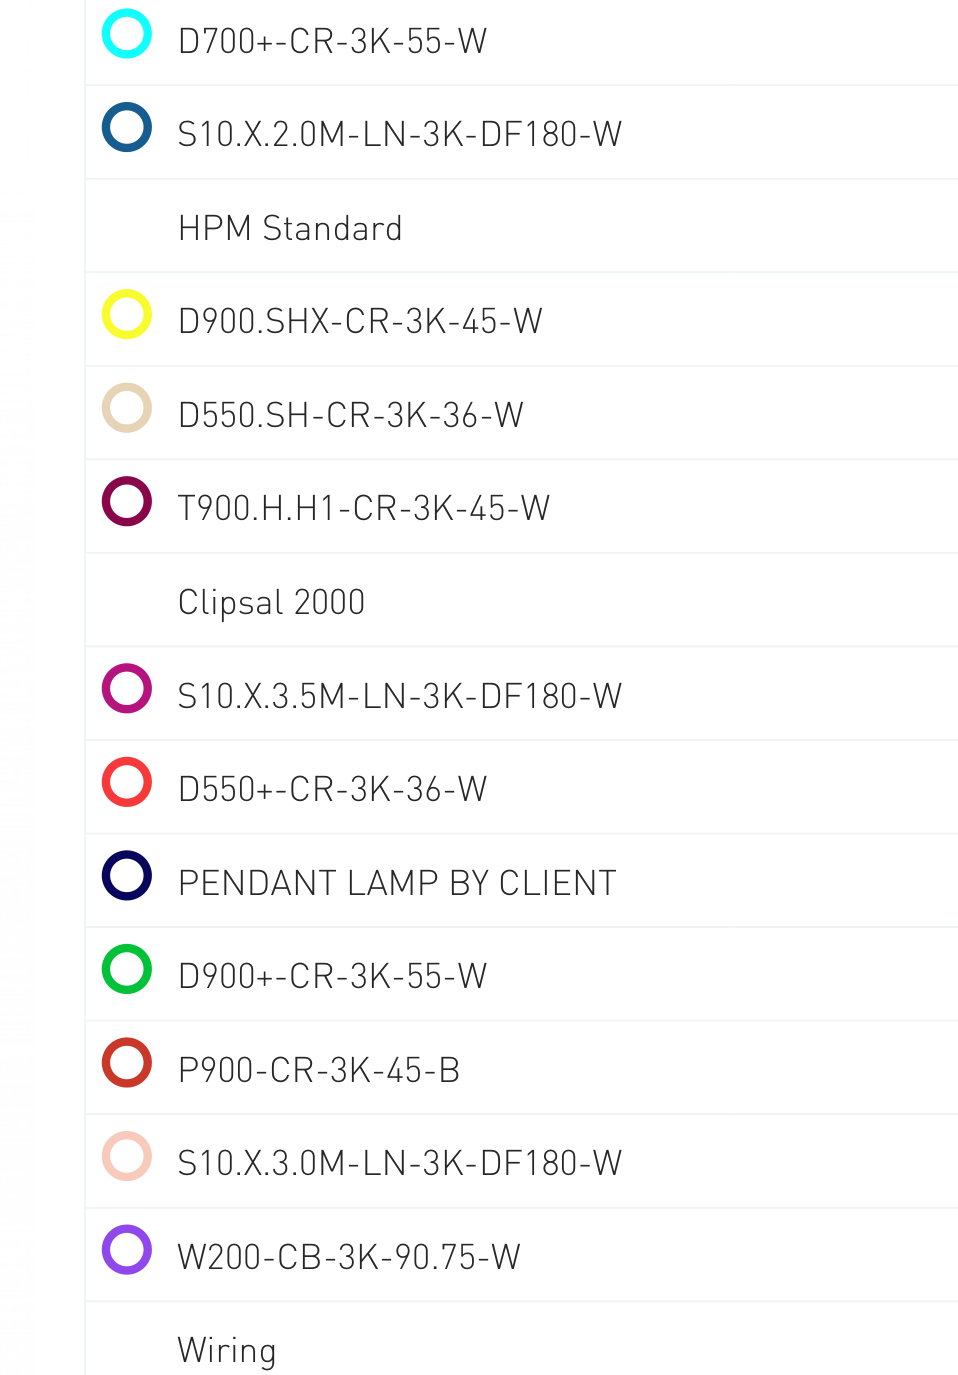 D700+-CR-3K-55-W
S10.X.2.0M-LN-3K-DF180-W
HPM Standard
D900.SHX-CR-3K-45-W
D550.SH-CR-3K-36-W
T900.H.H1-CR-3K-45-W
Clipsal 2000
S10.X.3.5M-LN-3K-DF180-W
D550+-CR-3K-36-W
PENDANT LAMP BY CLIENT
D900+-CR-3K-55-W
P900-CR-3K-45-B
S10.X.3.0M-LN-3K-DF180-W
W200-CB-3K-90.75-W
Wiring